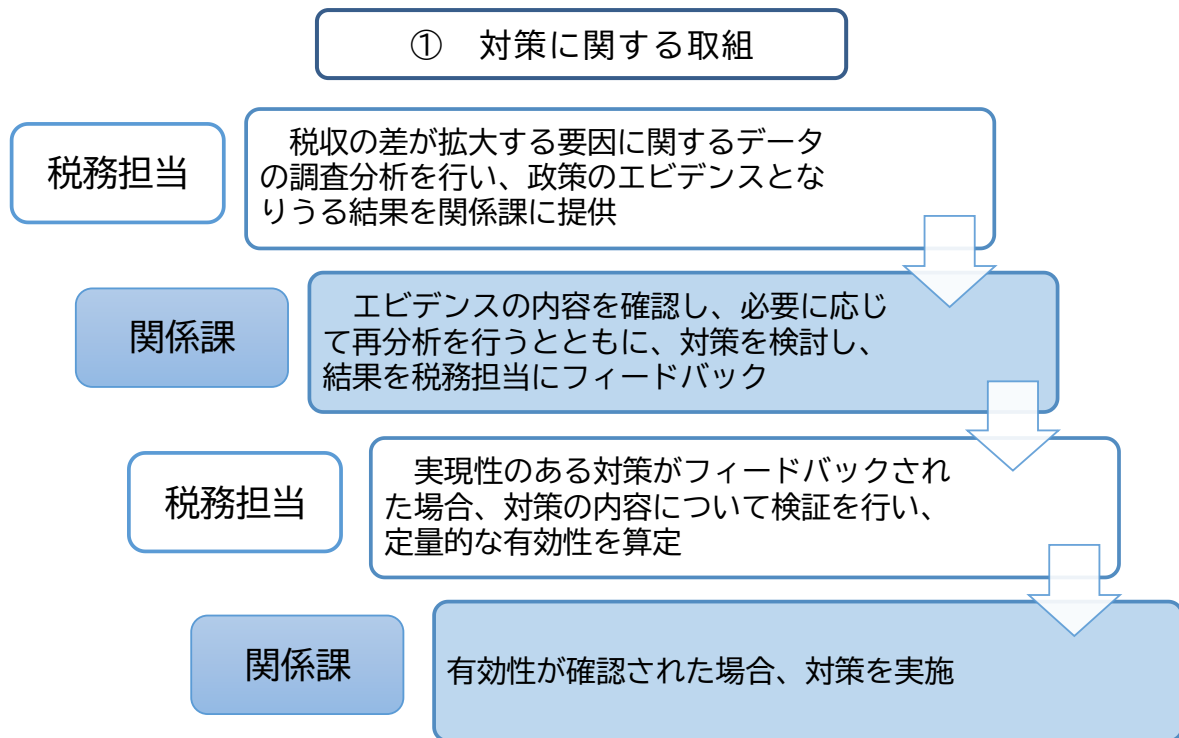 ① 対策に関する取組
税務担当
税収の差が拡大する要因に関するデータ
の調査分析を行い、政策のエビデンスとな
りうる結果を関係課に提供
関係課
エビデンスの内容を確認し、必要に応じ
て再分析を行うとともに、対策を検討し、
結果を税務担当にフィードバック
税務担当
実現性のある対策がフィードバックされ
た場合、対策の内容について検証を行い、
定量的な有効性を算定
関係課
有効性が確認された場合、対策を実施